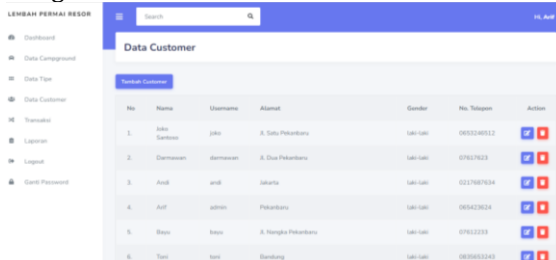 LEMBAH PERMAI RESOR
Search
Hi, Arif
Dashboard
Data Campground
Data Tipe
Data Customer
Transaksi
Laporan
Logout
Ganti Password
Data Customer
Tambah Customer
No Nama Username Alamat Gender No. Telepon Action
1. Joko Santoso joko Jl. Satu Pekanbaru laki-laki 0653246512
2. Darmawan darmawan Jl. Dua Pekanbaru laki-laki 07617623
3. Andi andi Jakarta laki-laki 0217687634
4. Arif admin Pekanbaru laki-laki 065423624
5. Bayu bayu Jl. Nangka Pekanbaru laki-laki 07612233
6. Toni toni Bandung laki-laki 0835653243